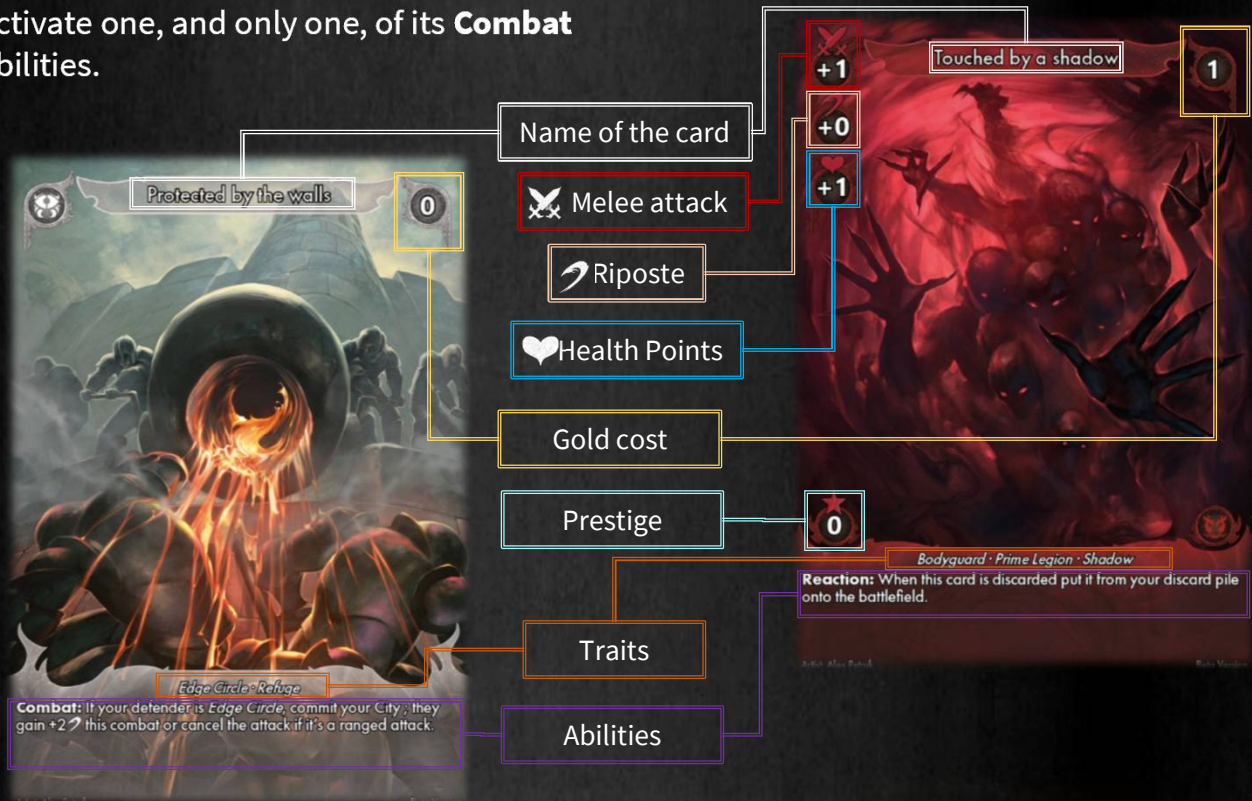 ctivate one, and only one, of its Combat
bilities.
Touched by a shadow
1
+1
+0
+1
Name of the card
Melee attack
Riposte
Health Points
Gold cost
Prestige
Traits
Abilities
Protected by the walls
0
0
Bodyguard · Prime Legion · Shadow
Reaction: When this card is discarded put it from your discard pile
onto the battlefield.
Edge Circle · Refuge
Combat: If your defender is Edge Circle, commit your City, they
gain +2 this combat or cancel the attack if it's a ranged attack.